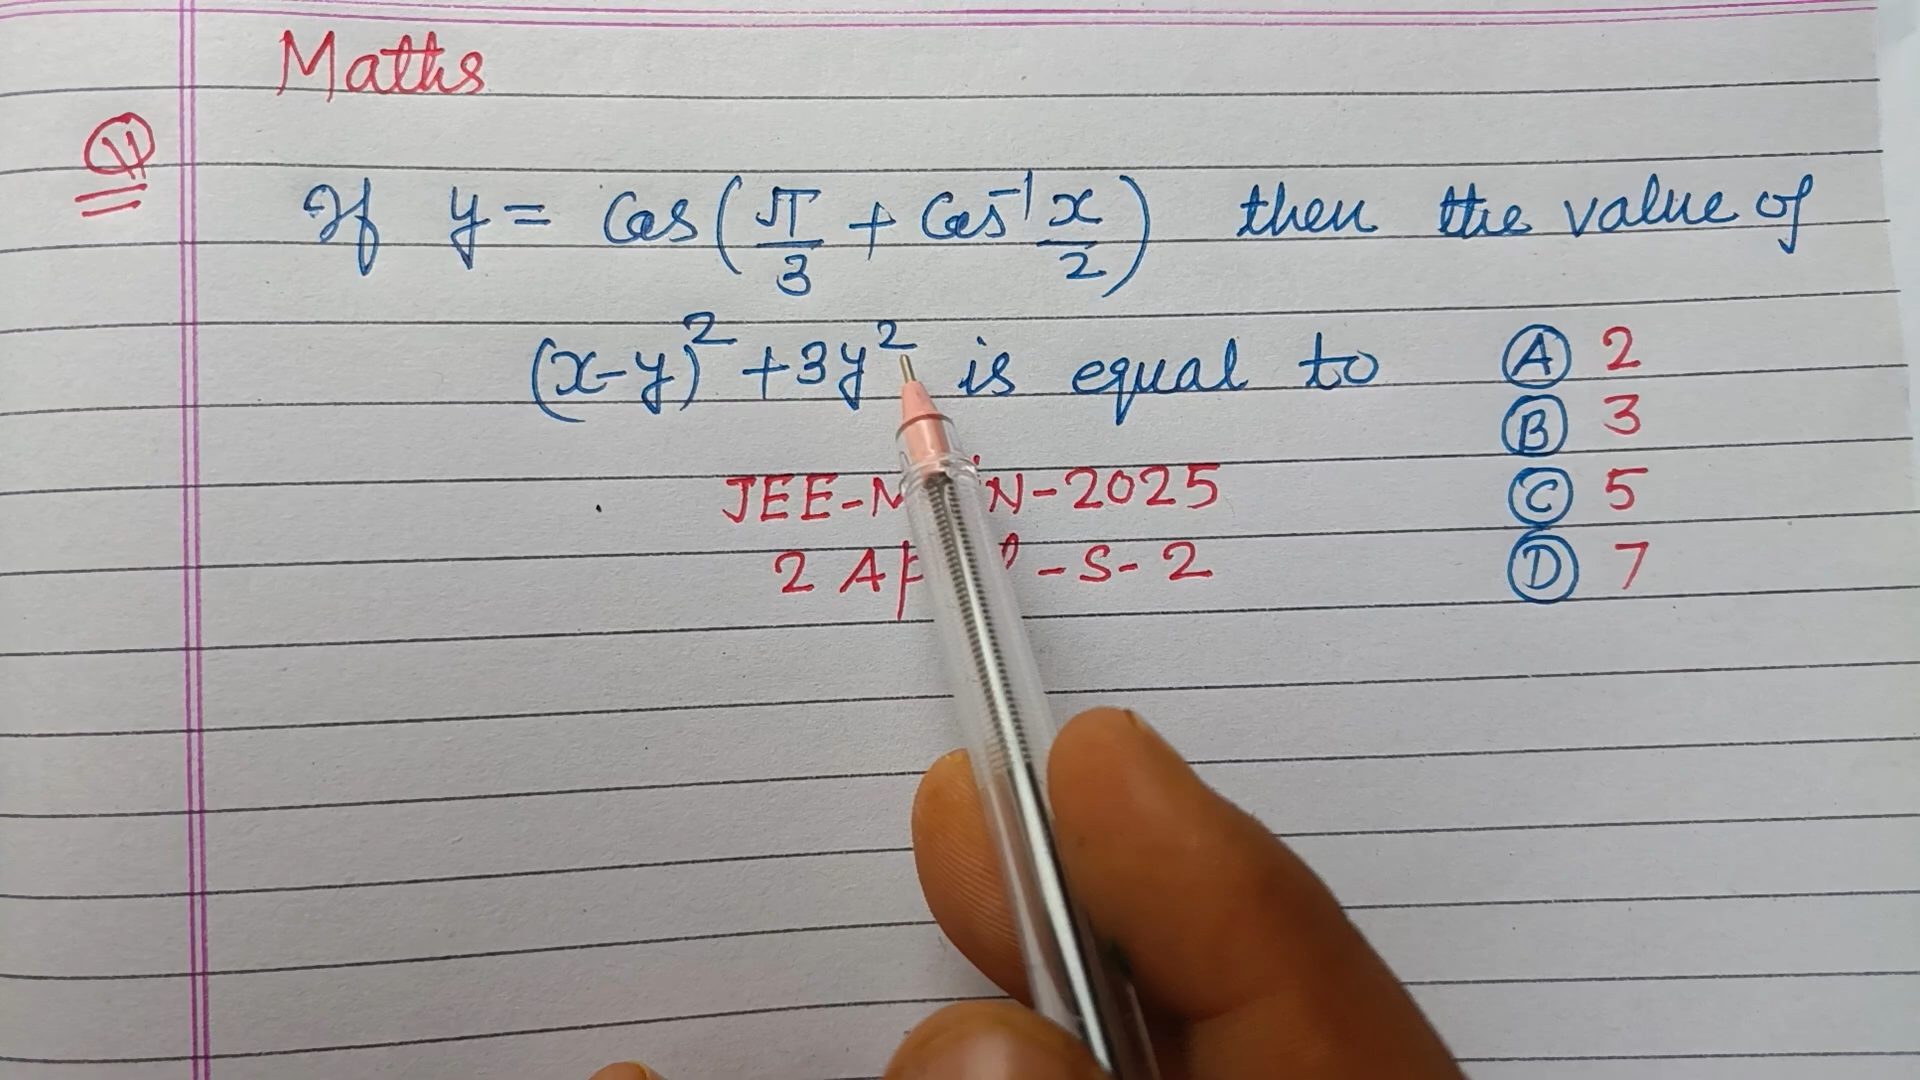 Maths
Q
If y = Cos(π/3 + Cos⁻¹ x/2) then the value of
(x-y)² + 3y² is equal to
(A) 2
(B) 3
(C) 5
(D) 7
JEE- -2025
2 -S-2